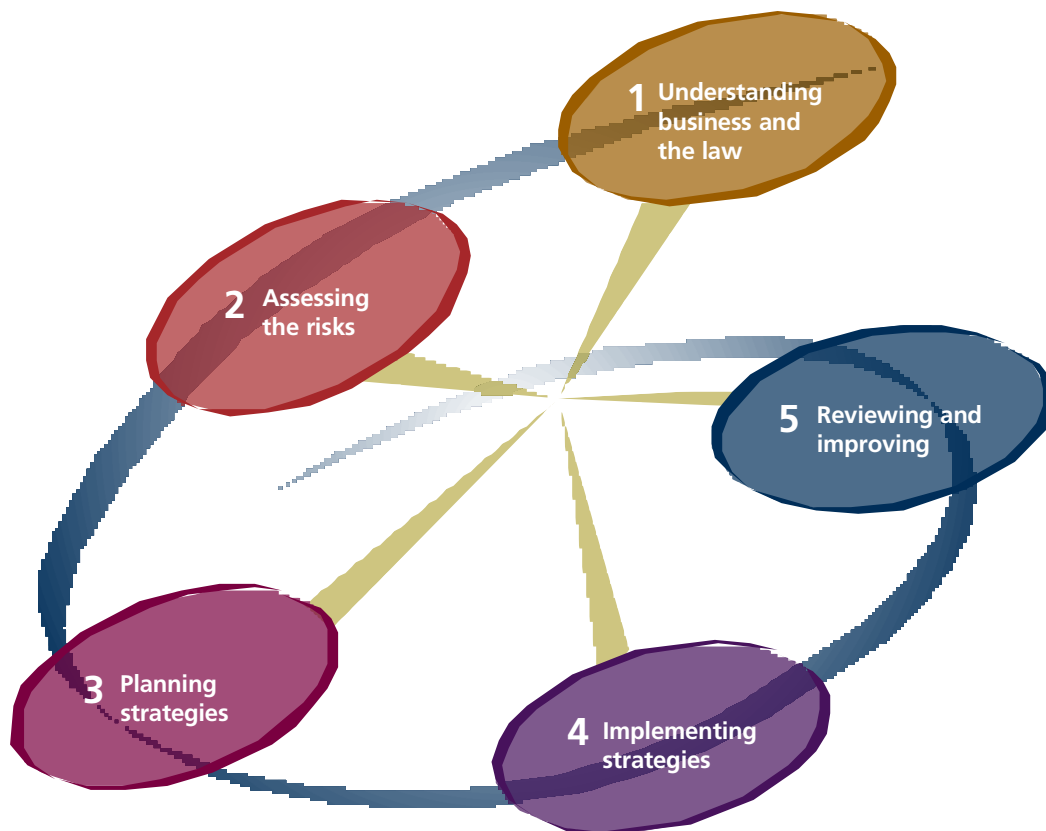 1 Understanding
business and
the law
2 Assessing
the risks
3 Planning
strategies
4 Implementing
strategies
5 Reviewing and
improving